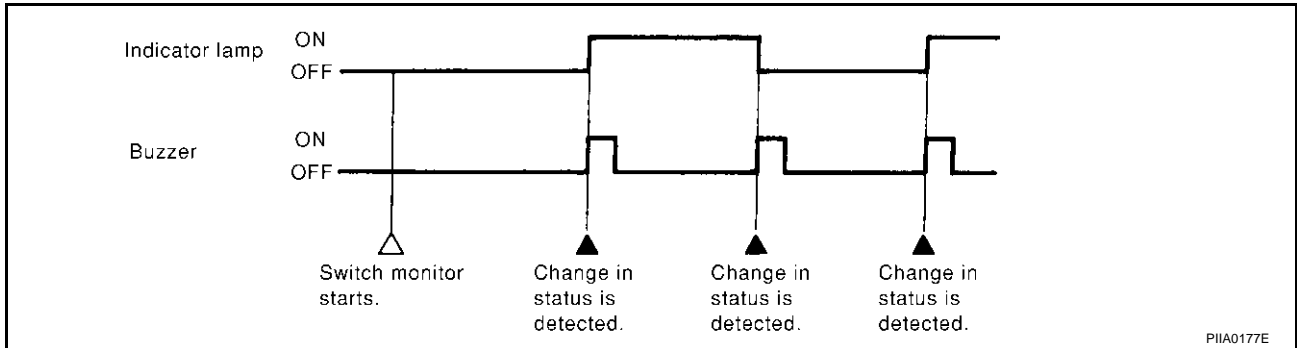 Indicator lamp
ON
OFF
Buzzer
ON
OFF
Switch monitor
starts.
Change in
status is
detected.
Change in
status is
detected.
Change in
status is
detected.
PIIA0177E